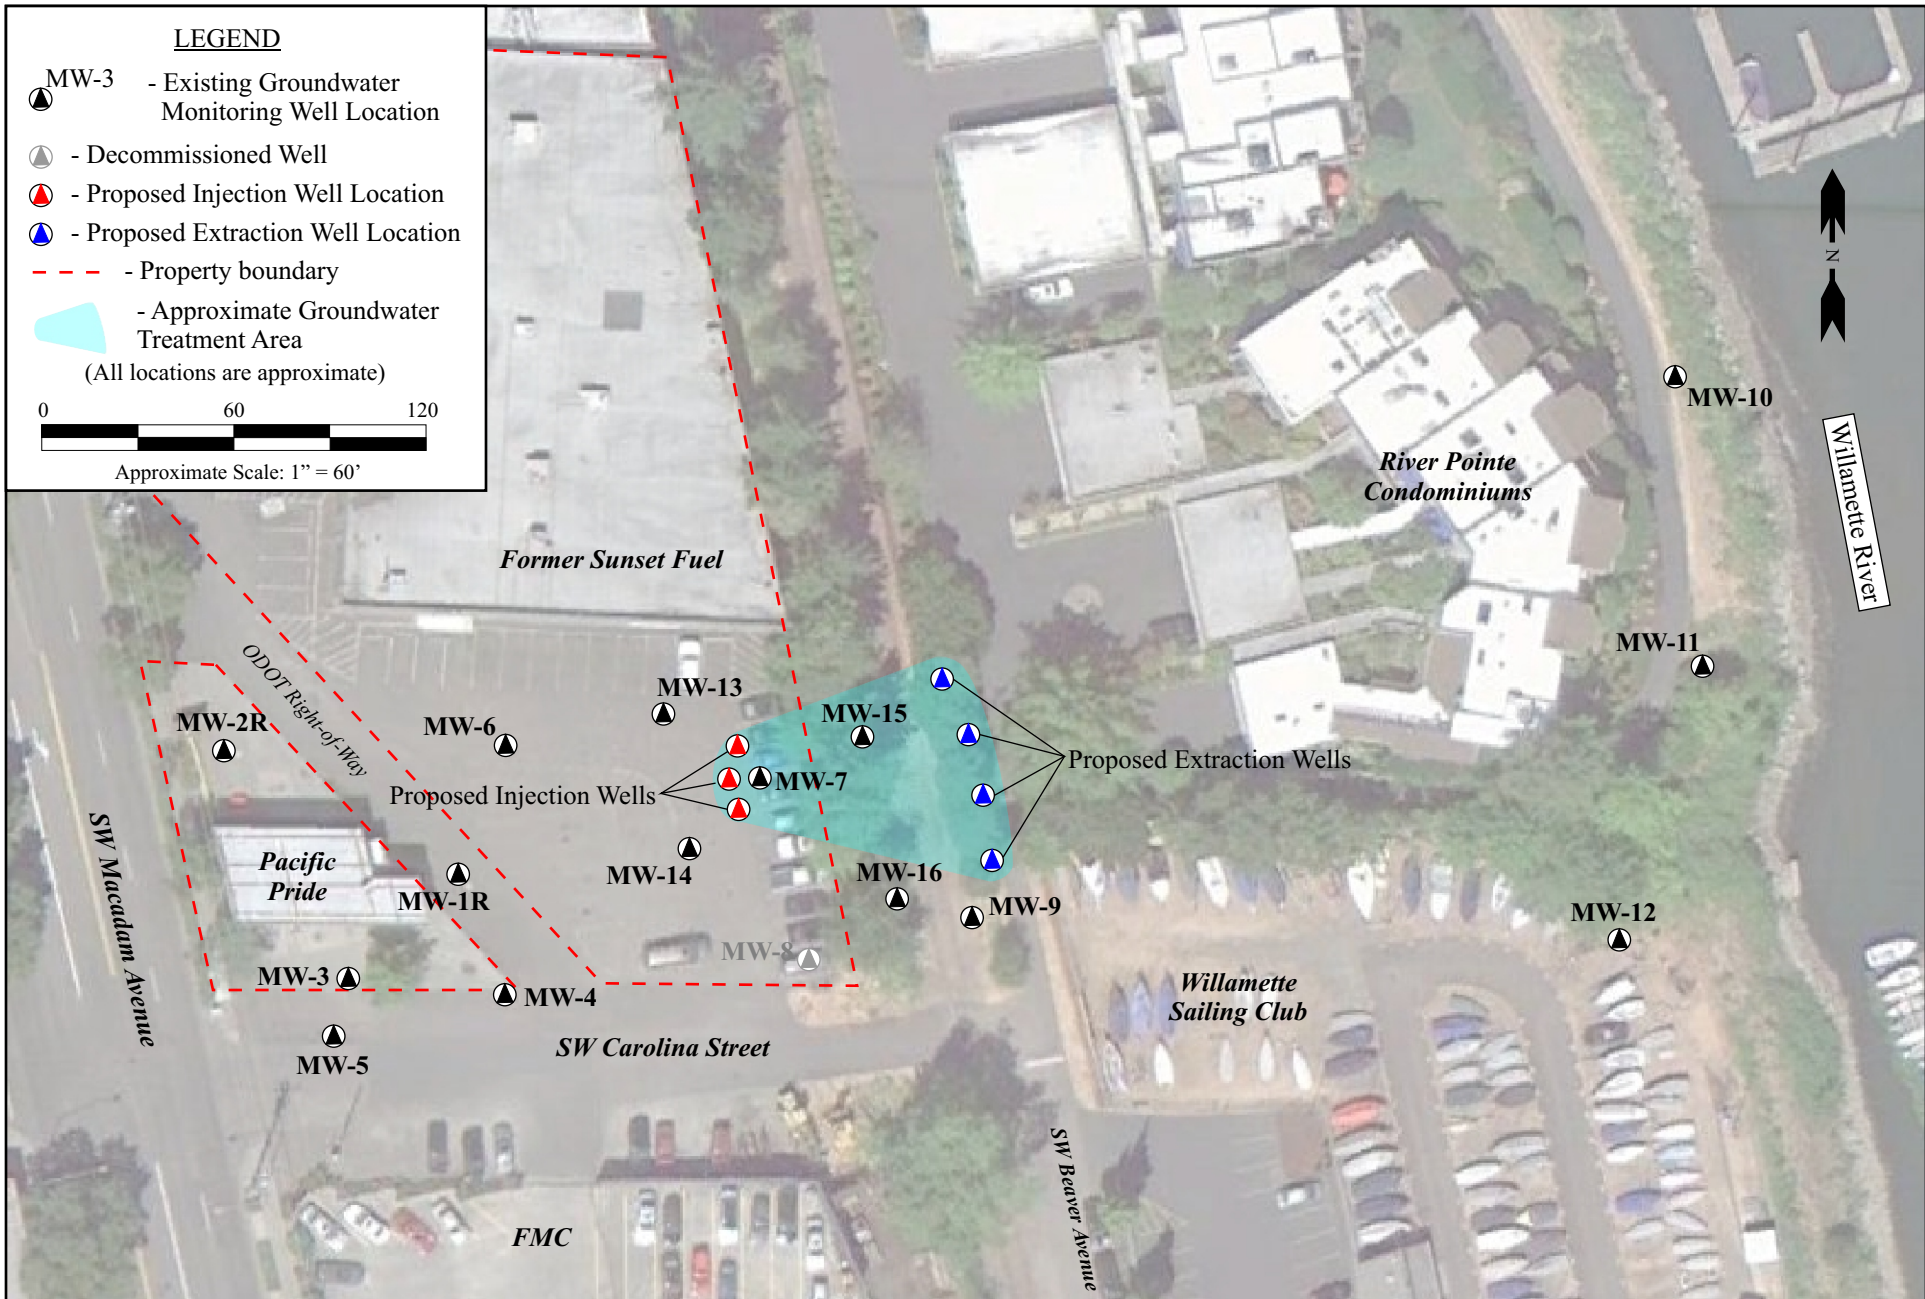 LEGEND
MW-3
- Existing Groundwater
Monitoring Well Location
- Decommissioned Well
- Proposed Injection Well Location
- Proposed Extraction Well Location
- Property boundary
- Approximate Groundwater
Treatment Area
(All locations are approximate)
0 60 120
Approximate Scale: 1” = 60’
N
MW-10
Willamette River
River Pointe
Condominiums
Former Sunset Fuel
MW-11
ODOT Right-of-Way
MW-13
MW-2R
MW-6
MW-15
Proposed Extraction Wells
MW-7
Proposed Injection Wells
SW Macadam Avenue
Pacific
Pride
MW-14
MW-16
MW-1R
MW-9
MW-12
MW-8
MW-3
MW-4
Willamette
Sailing Club
SW Carolina Street
MW-5
SW Beaver Avenue
FMC